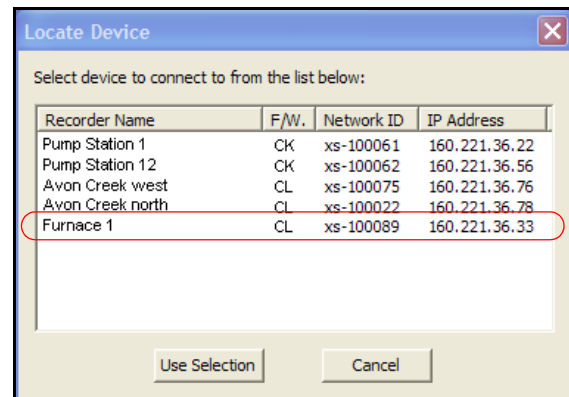 Locate Device
Select device to connect to from the list below:
Recorder Name F/W. Network ID IP Address
Pump Station 1 CK xs-100061 160.221.36.22
Pump Station 12 CK xs-100062 160.221.36.56
Avon Creek west CL xs-100075 160.221.36.76
Avon Creek north CL xs-100022 160.221.36.78
Furnace 1 CL xs-100089 160.221.36.33
Use Selection Cancel